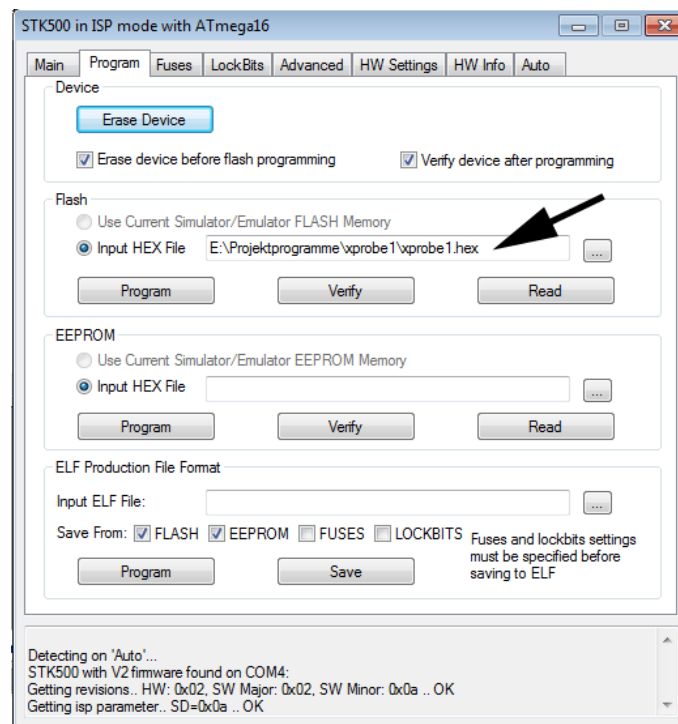 STK500 in ISP mode with ATmega16
Main Program Fuses LockBits Advanced HW Settings HW Info Auto
Device
Erase Device
Erase device before flash programming Verify device after programming
Flash
Use Current Simulator/Emulator FLASH Memory
Input HEX File E:\Projektprogramme\xprobe1\xprobe1.hex ...
Program Verify Read
EEPROM
Use Current Simulator/Emulator EEPROM Memory
Input HEX File ...
Program Verify Read
ELF Production File Format
Input ELF File: ...
Save From: FLASH EEPROM FUSES LOCKBITS
Fuses and lockbits settings
must be specified before
saving to ELF
Program Save
Detecting on 'Auto'...
STK500 with V2 firmware found on COM4:
Getting revisions.. HW: 0x02, SW Major: 0x02, SW Minor: 0x0a .. OK
Getting isp parameter.. SD=0x0a .. OK